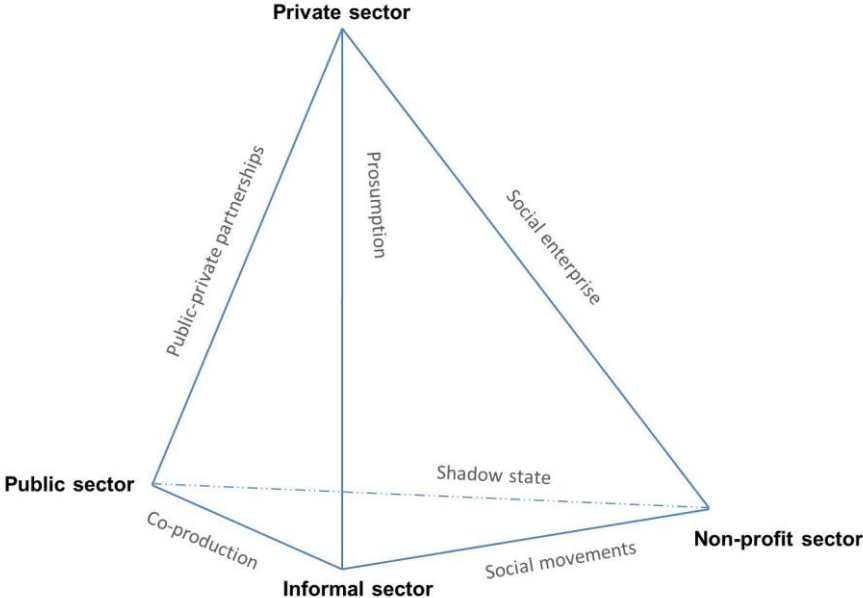 Private sector
Public-private partnerships
Prosumption
Social enterprise
Shadow state
Public sector
Co-production
Non-profit sector
Social movements
Informal sector